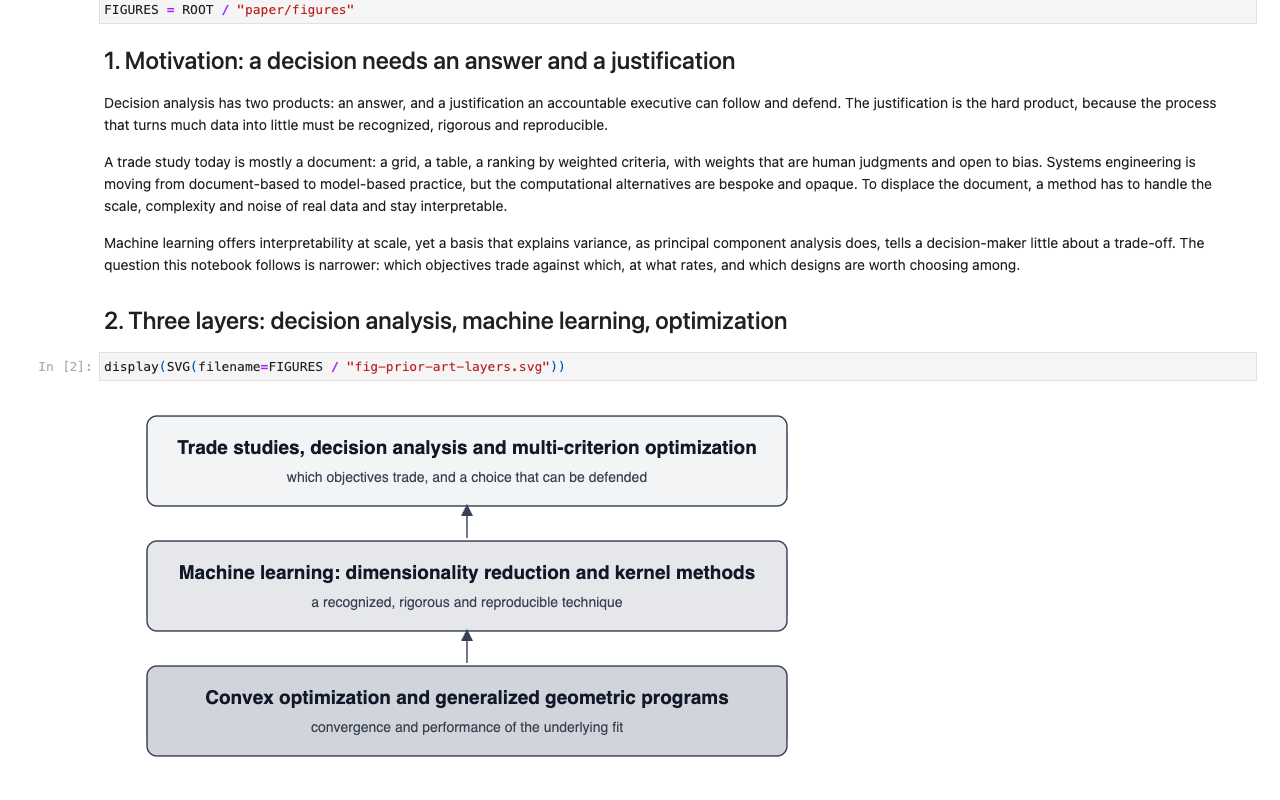 FIGURES = ROOT / "paper/figures"
1. Motivation: a decision needs an answer and a justification
Decision analysis has two products: an answer, and a justification an accountable executive can follow and defend. The justification is the hard product, because the process
that turns much data into little must be recognized, rigorous and reproducible.
A trade study today is mostly a document: a grid, a table, a ranking by weighted criteria, with weights that are human judgments and open to bias. Systems engineering is
moving from document-based to model-based practice, but the computational alternatives are bespoke and opaque. To displace the document, a method has to handle the
scale, complexity and noise of real data and stay interpretable.
Machine learning offers interpretability at scale, yet a basis that explains variance, as principal component analysis does, tells a decision-maker little about a trade-off. The
question this notebook follows is narrower: which objectives trade against which, at what rates, and which designs are worth choosing among.
2. Three layers: decision analysis, machine learning, optimization
In [2]: display(SVG(filename=FIGURES / "fig-prior-art-layers.svg"))
Trade studies, decision analysis and multi-criterion optimization
which objectives trade, and a choice that can be defended
Machine learning: dimensionality reduction and kernel methods
a recognized, rigorous and reproducible technique
Convex optimization and generalized geometric programs
convergence and performance of the underlying fit